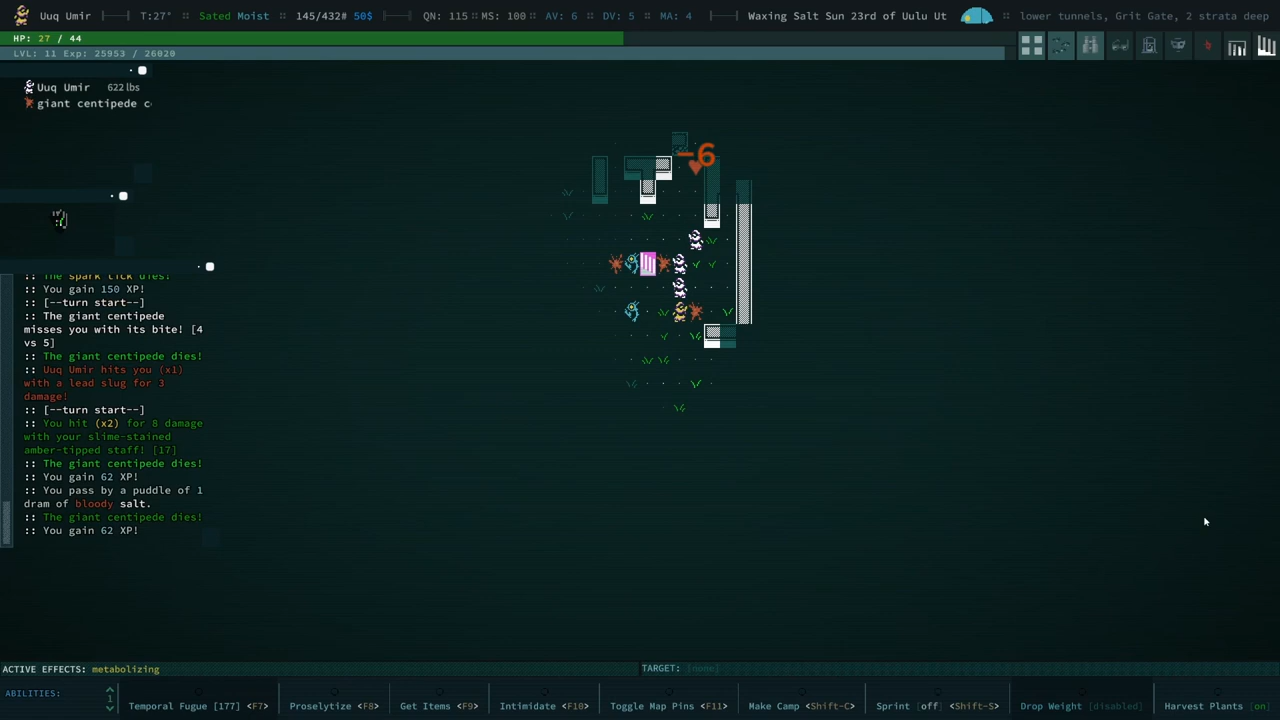 Uuq Umir :: T:27° :: Sated Moist :: 145/432# 50$ QN: 115 :: MS: 100 :: AV: 6 :: DV: 5 :: MA: 4 Waxing Salt Sun 23rd of Uulu Ut :: lower tunnels, Grit Gate, 2 strata deep
HP: 27 / 44
LVL: 11 Exp: 25953 / 26020
Uuq Umir 622 lbs
giant centipede c
-6
:: The spark tick dies!
:: You gain 150 XP!
:: [--turn start--]
:: The giant centipede
misses you with its bite! [4
vs 5]
:: The giant centipede dies!
:: Uuq Umir hits you (x1)
with a lead slug for 3
damage!
:: [--turn start--]
:: You hit (x2) for 8 damage
with your slime-stained
amber-tipped staff! [17]
:: The giant centipede dies!
:: You gain 62 XP!
:: You pass by a puddle of 1
dram of bloody salt.
:: The giant centipede dies!
:: You gain 62 XP!
ACTIVE EFFECTS: metabolizing
TARGET: [none]
ABILITIES: 1 Temporal Fugue [177] <F7> Proselytize <F8> Get Items <F9> Intimidate <F10> Toggle Map Pins <F11> Make Camp <Shift-C> Sprint [off] <Shift-S> Drop Weight [disabled] Harvest Plants [on]